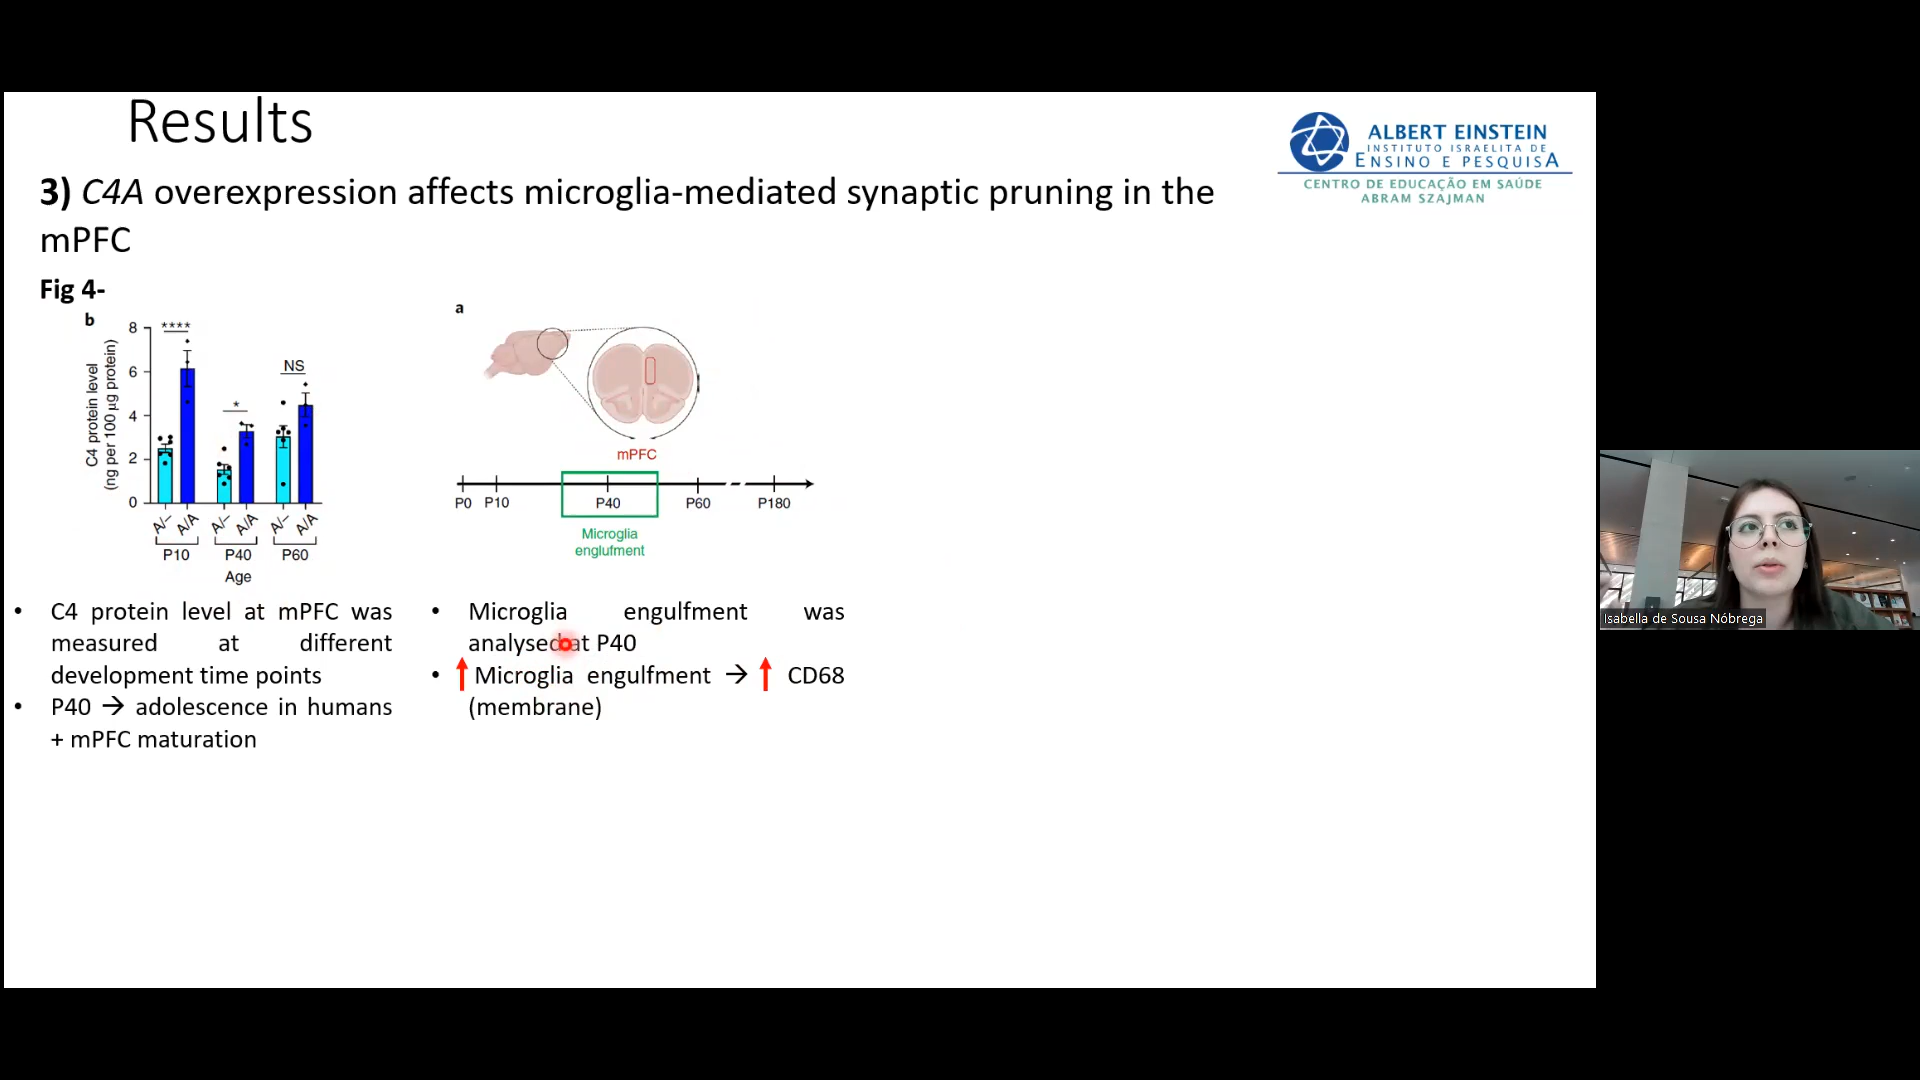 Results
ALBERT EINSTEIN
INSTITUTO ISRAELITA DE
ENSINO E PESQUISA
CENTRO DE EDUCAÇÃO EM SAÚDE
ABRAM SZAJMAN
3) C4A overexpression affects microglia-mediated synaptic pruning in the
mPFC
Fig 4-
b
C4 protein level
(ng per 100 µg protein)
8
6
4
2
0
****
*
NS
A/– A/A A/– A/A A/– A/A
P10 P40 P60
Age
a
mPFC
P0 P10 P40 P60 P180
Microglia
englufment
• C4 protein level at mPFC was
measured at different
development time points
• P40 → adolescence in humans
+ mPFC maturation
• Microglia engulfment was
analysed at P40
• ↑ Microglia engulfment → ↑ CD68
(membrane)
Isabella de Sousa Nóbrega